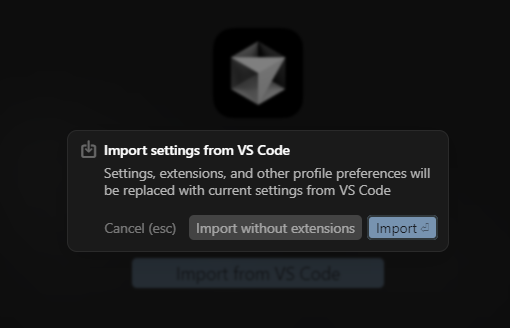 Import settings from VS Code
Settings, extensions, and other profile preferences will
be replaced with current settings from VS Code
Cancel (esc)
Import without extensions
Import ⏎
Import from VS Code